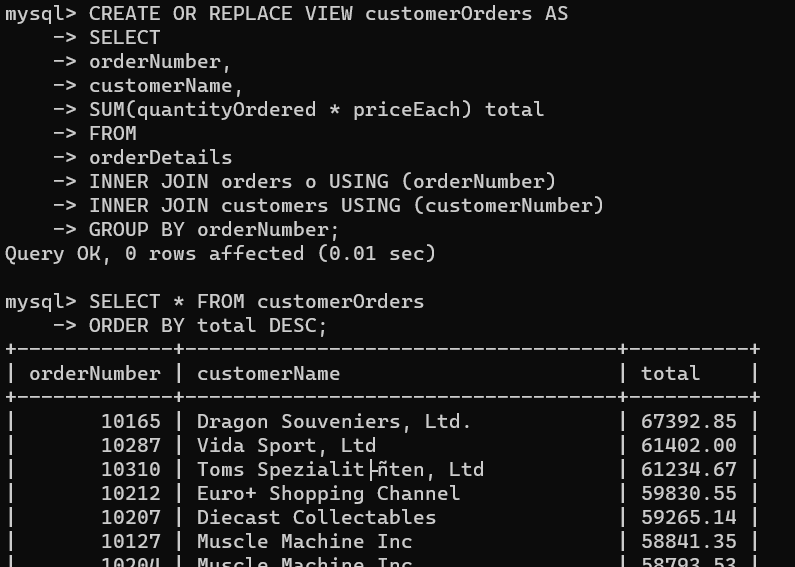 mysql> CREATE OR REPLACE VIEW customerOrders AS
    -> SELECT
    -> orderNumber,
    -> customerName,
    -> SUM(quantityOrdered * priceEach) total
    -> FROM
    -> orderDetails
    -> INNER JOIN orders o USING (orderNumber)
    -> INNER JOIN customers USING (customerNumber)
    -> GROUP BY orderNumber;
Query OK, 0 rows affected (0.01 sec)
mysql> SELECT * FROM customerOrders
    -> ORDER BY total DESC;
+-------------+------------------------------------+----------+
| orderNumber | customerName                       | total    |
+-------------+------------------------------------+----------+
|       10165 | Dragon Souveniers, Ltd.            | 67392.85 |
|       10287 | Vida Sport, Ltd                    | 61402.00 |
|       10310 | Toms Spezialit├ñten, Ltd           | 61234.67 |
|       10212 | Euro+ Shopping Channel             | 59830.55 |
|       10207 | Diecast Collectables               | 59265.14 |
|       10127 | Muscle Machine Inc                 | 58841.35 |
|       10204 | Muscle Machine Inc                 | 58793.53 |